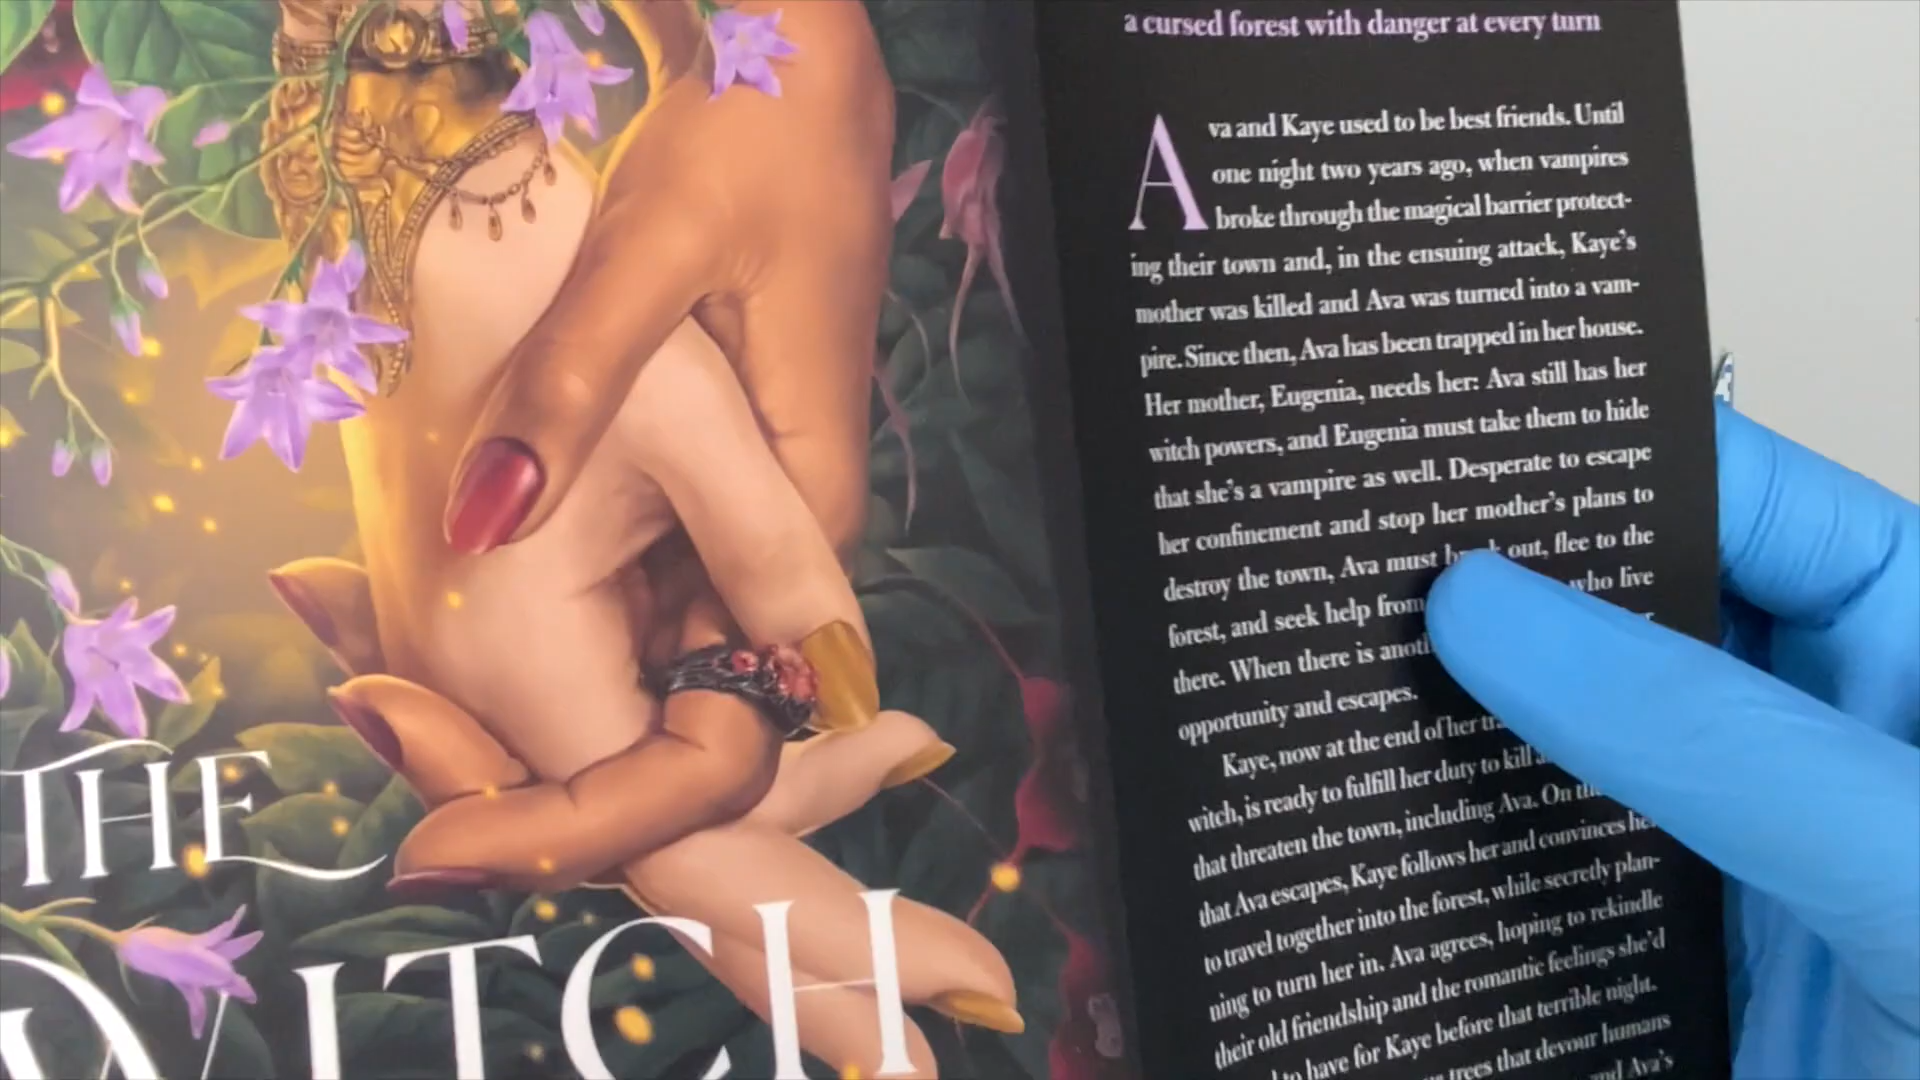 THE
WITCH
a cursed forest with danger at every turn
Ava and Kaye used to be best friends. Until
one night two years ago, when vampires
broke through the magical barrier protect-
ing their town and, in the ensuing attack, Kaye's
mother was killed and Ava was turned into a vam-
pire. Since then, Ava has been trapped in her house.
Her mother, Eugenia, needs her: Ava still has her
witch powers, and Eugenia must take them to hide
that she's a vampire as well. Desperate to escape
her confinement and stop her mother's plans to
destroy the town, Ava must out, flee to the
forest, and seek help from who live
there. When there is
opportunity and escapes.
Kaye, now at the end of her
witch, is ready to fulfill her duty to kill
that threaten the town, including Ava. On
that Ava escapes, Kaye follows her and convinces
to travel together into the forest, while secretly plan-
ning to turn her in. Ava agrees, hoping to rekindle
their old friendship and the romantic feelings she'd
to have for Kaye before that terrible night.
trees that devour humans
and Ava's